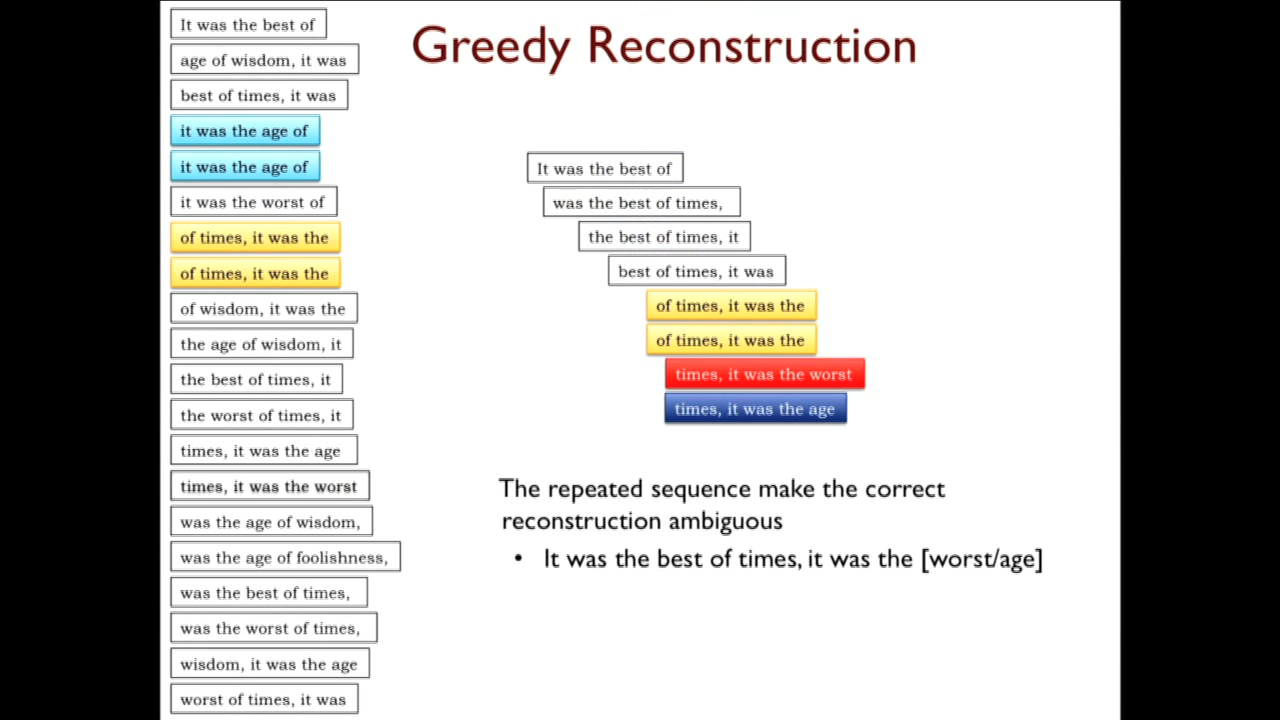 Greedy Reconstruction
It was the best of
age of wisdom, it was
best of times, it was
it was the age of
it was the age of
it was the worst of
of times, it was the
of times, it was the
of wisdom, it was the
the age of wisdom, it
the best of times, it
the worst of times, it
times, it was the age
times, it was the worst
was the age of wisdom,
was the age of foolishness,
was the best of times,
was the worst of times,
wisdom, it was the age
worst of times, it was
It was the best of
was the best of times,
the best of times, it
best of times, it was
of times, it was the
of times, it was the
times, it was the worst
times, it was the age
The repeated sequence make the correct
reconstruction ambiguous
• It was the best of times, it was the [worst/age]